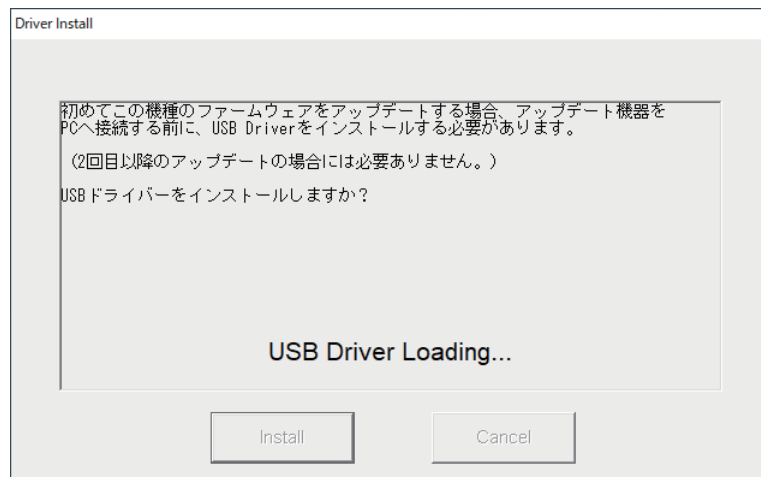 Driver Install
初めてこの機種のファームウェアをアップデートする場合、アップデート機器を
PCへ接続する前に、USB Driverをインストールする必要があります。
（2回目以降のアップデートの場合には必要ありません。）
USBドライバーをインストールしますか？
USB Driver Loading...
Install
Cancel